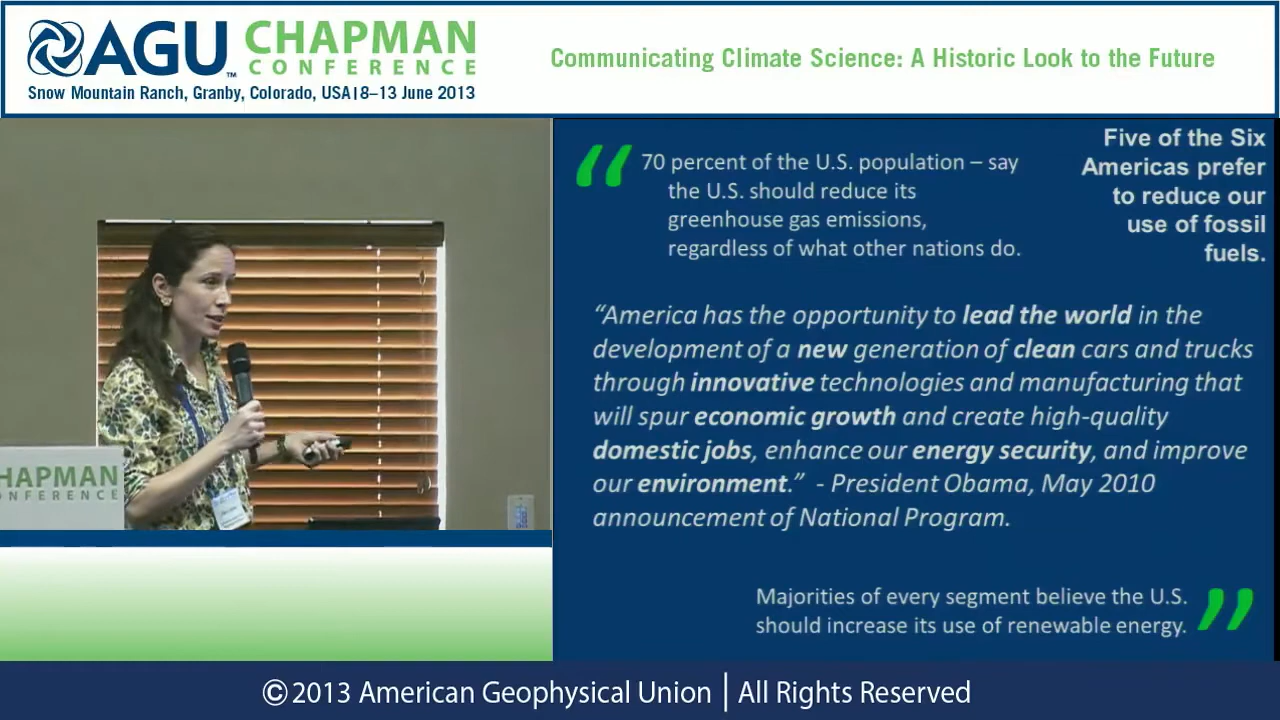 AGU CHAPMAN
CONFERENCE
™
Snow Mountain Ranch, Granby, Colorado, USA|8–13 June 2013
Communicating Climate Science: A Historic Look to the Future
“
70 percent of the U.S. population – say
the U.S. should reduce its
greenhouse gas emissions,
regardless of what other nations do.
Five of the Six
Americas prefer
to reduce our
use of fossil
fuels.
“America has the opportunity to lead the world in the
development of a new generation of clean cars and trucks
through innovative technologies and manufacturing that
will spur economic growth and create high-quality
domestic jobs, enhance our energy security, and improve
our environment.” - President Obama, May 2010
announcement of National Program.
Majorities of every segment believe the U.S.
should increase its use of renewable energy.
”
CHAPMAN
CONFERENCE
©2013 American Geophysical Union | All Rights Reserved